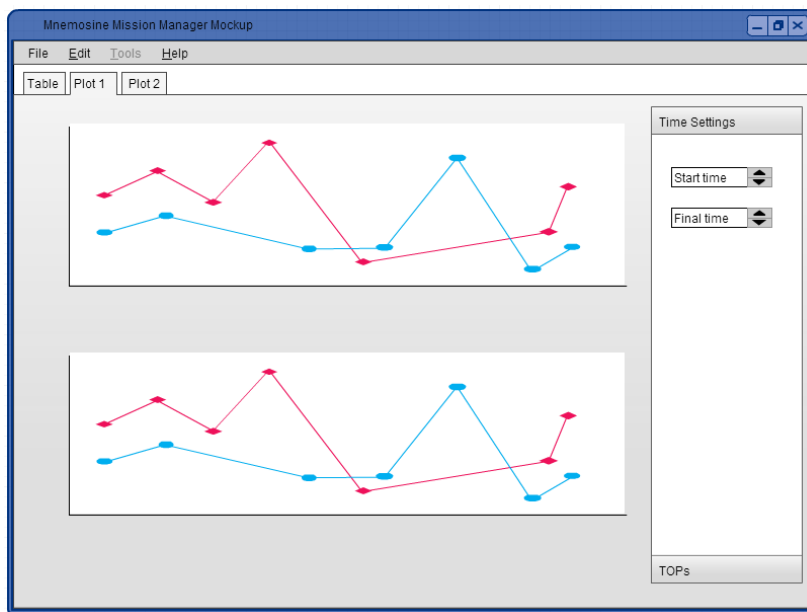 Mnemosine Mission Manager Mockup
File Edit Tools Help
Table Plot 1 Plot 2
Time Settings
Start time
Final time
TOPs